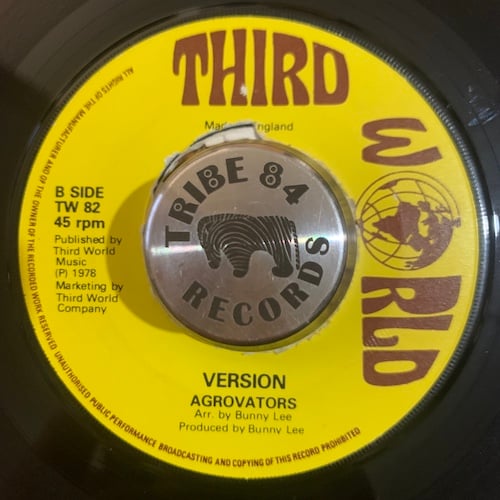 THIRD
WORLD
Made in England
B SIDE
TW 82
45 rpm
Published by
Third World
Music
(P) 1978
Marketing by
Third World
Company
TRIBE 84
RECORDS
VERSION
AGROVATORS
Arr. by Bunny Lee
Produced by Bunny Lee
ALL RIGHTS OF THE MANUFACTURER AND OF THE OWNER OF THE RECORDED WORK RESERVED UNAUTHORISED PUBLIC PERFORMANCE BROADCASTING AND COPYING OF THIS RECORD PROHIBITED